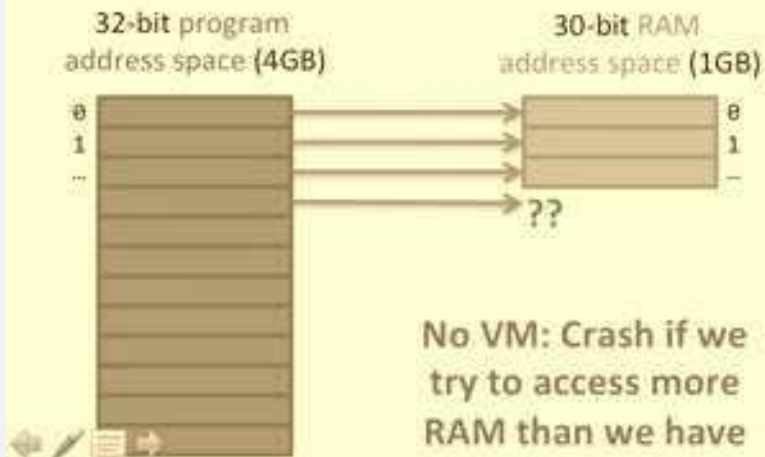 32-bit program
address space (4GB)
30-bit RAM
address space (1GB)
0
1
...
0
1
...
??
No VM: Crash if we
try to access more
RAM than we have